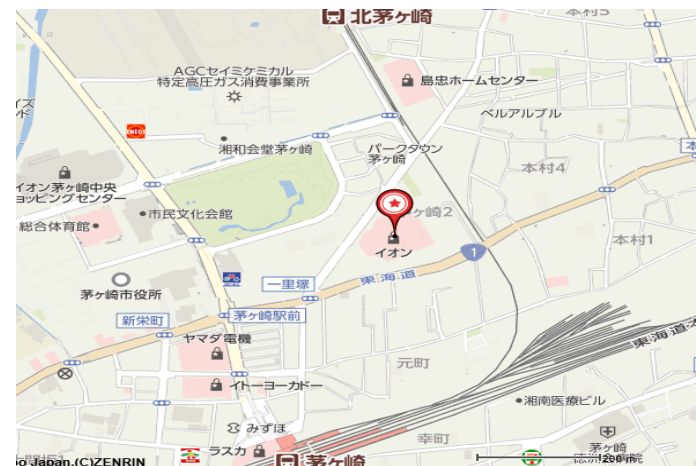 北茅ヶ崎
本村5
AGCセイミケミカル
特定高圧ガス消費事業所
島忠ホームセンター
ENEOS
ベルアルブル
湘和会堂茅ヶ崎
パークタウン
茅ヶ崎
本村4
イオン茅ヶ崎中央
ョッピングセンター
市民文化会館
総合体育館
ヶ崎2
イオン
本村1
1
東海道
茅ヶ崎市役所
一里塚
新栄町
茅ヶ崎駅前
ヤマダ電機
元町
東海道本
イトーヨーカドー
湘南医療ビル
みずほ
幸町
ラスカ
茅ヶ崎
茅ヶ崎
200m
oo Japan,(C)ZENRIN